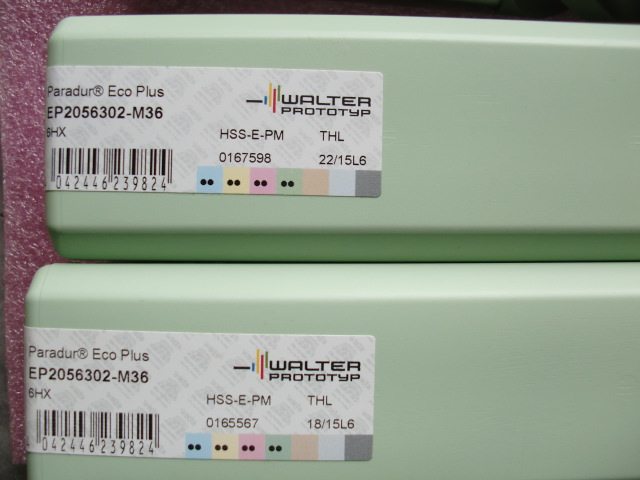 Paradur® Eco Plus
EP2056302-M36
6HX
WALTER
PROTOTYP
HSS-E-PM THL
0167598 22/15L6
042446239824
Paradur® Eco Plus
EP2056302-M36
6HX
WALTER
PROTOTYP
HSS-E-PM THL
0165567 18/15L6
042446239824